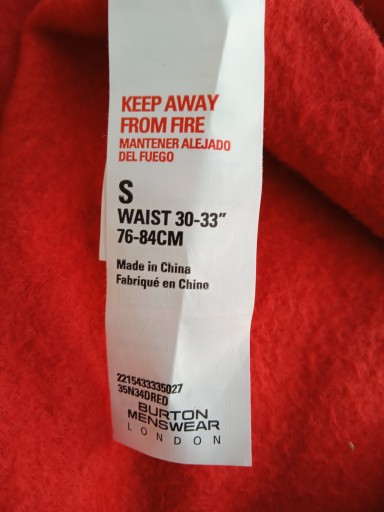 KEEP AWAY
FROM FIRE
MANTENER ALEJADO
DEL FUEGO
S
WAIST 30-33"
76-84CM
Made in China
Fabriqué en Chine
2215433335027
35N34DRED
BURTON
MENSWEAR
LONDON